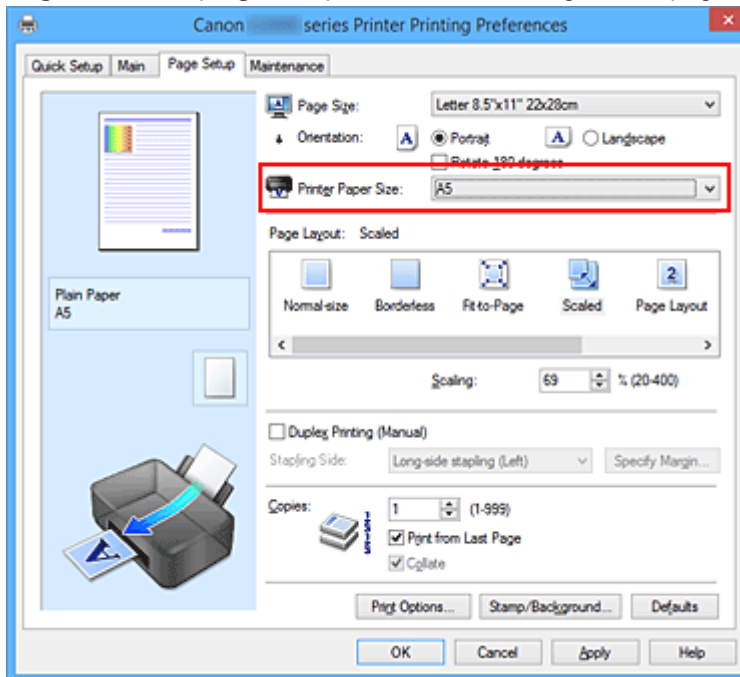 Canon series Printer Printing Preferences
Quick Setup Main Page Setup Maintenance
Page Size: Letter 8.5"x11" 22x28cm
Orientation: A Portrait A Landscape
Rotate 180 degrees
Printer Paper Size: A5
Page Layout: Scaled
Normal-size Borderless Fit-to-Page Scaled 2 Page Layout
Plain Paper
A5
Scaling: 69 % (20-400)
Duplex Printing (Manual)
Stapling Side: Long-side stapling (Left) Specify Margin...
Copies: 1 (1-999)
Print from Last Page
Collate
A
Print Options... Stamp/Background... Defaults
OK Cancel Apply Help